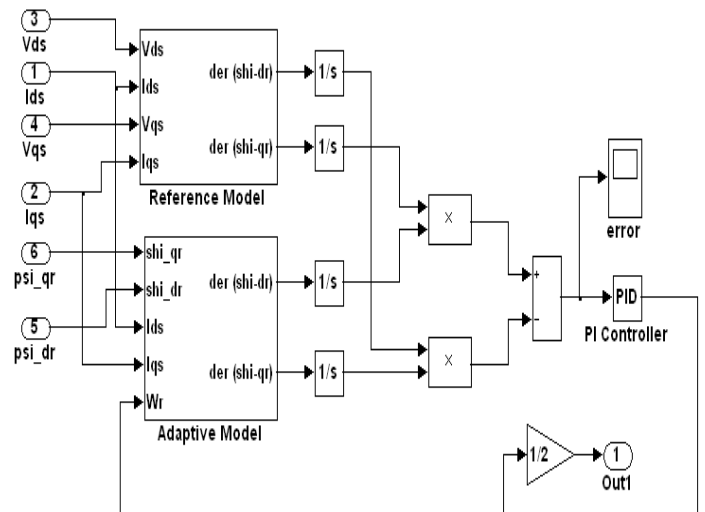 3
Vds
1
Ids
4
Vqs
2
Iqs
6
psi_qr
5
psi_dr
Vds
Ids
Vqs
Iqs
der (shi-dr)
der (shi-qr)
Reference Model
shi_qr
shi_dr
Ids
Iqs
Wr
der (shi-dr)
der (shi-qr)
Adaptive Model
1/s
1/s
1/s
1/s
×
×
+
−
error
PID
PI Controller
1/2
1
Out1